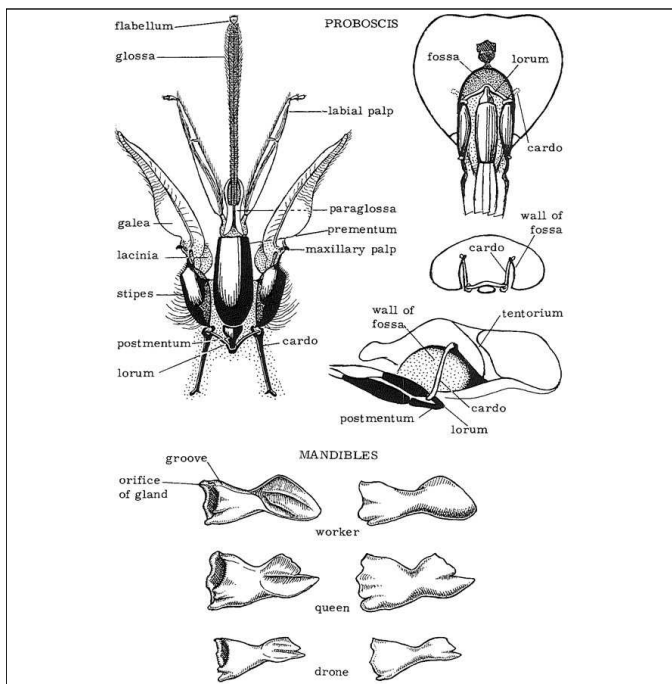 PROBOSCIS
flabellum
glossa
labial palp
paraglossa
prementum
galea
maxillary palp
lacinia
stipes
postmentum
cardo
lorum
fossa
lorum
cardo
wall of
fossa
cardo
wall of
fossa
tentorium
cardo
postmentum
lorum
MANDIBLES
groove
orifice
of gland
worker
queen
drone